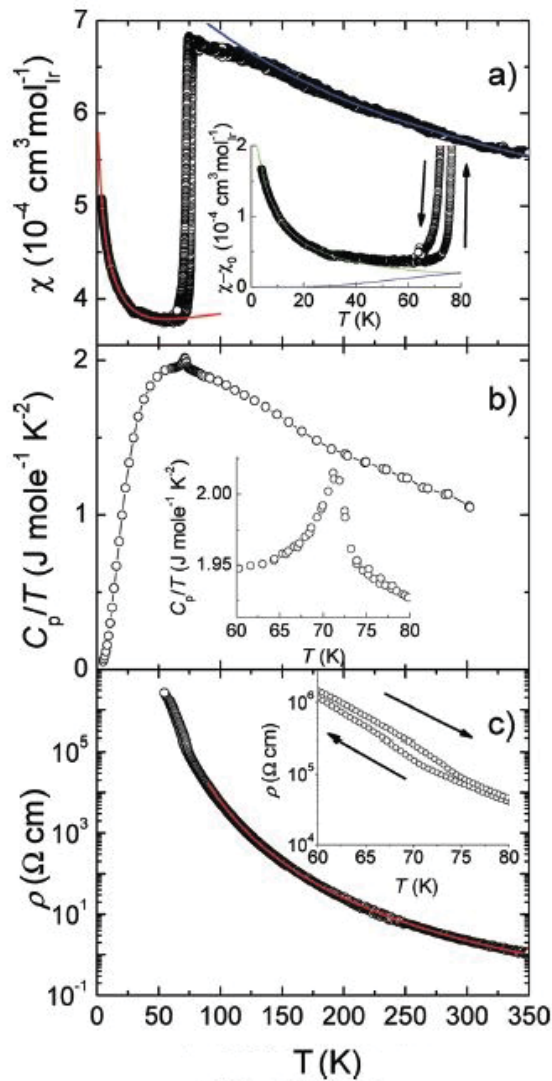 7
6
5
4
χ (10⁻⁴ cm³mol⁻¹Ir)
a)
2
1
0
χ-χ₀ (10⁻⁴ cm³mol⁻¹Ir)
0 20 40 60 80
T (K)
2
1
0
Cp/T (J mole⁻¹ K⁻²)
b)
2.00
1.95
Cp/T (J mole⁻¹ K⁻²)
60 65 70 75 80
T (K)
10⁵
10³
10¹
10⁻¹
ρ (Ω cm)
c)
10⁶
10⁵
10⁴
ρ (Ω cm)
60 65 70 75 80
T (K)
0 50 100 150 200 250 300 350
T (K)